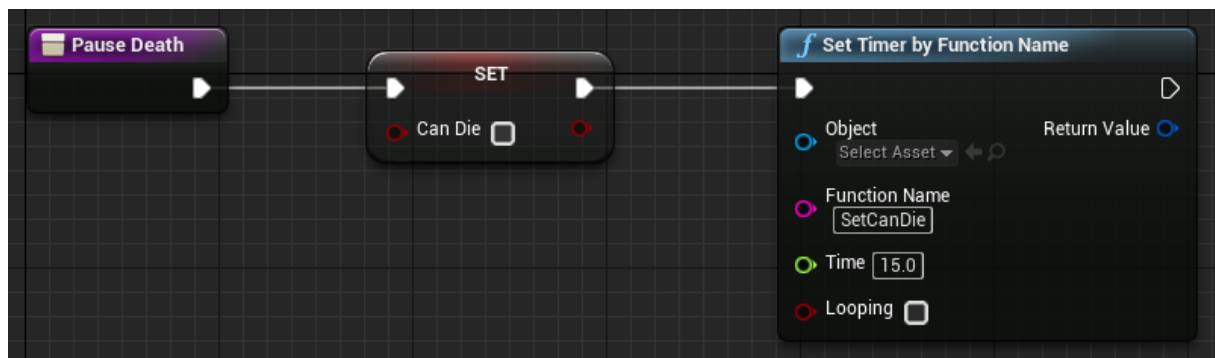 Pause Death
SET
Can Die
f Set Timer by Function Name
Object
Select Asset
Return Value
Function Name
SetCanDie
Time 15.0
Looping